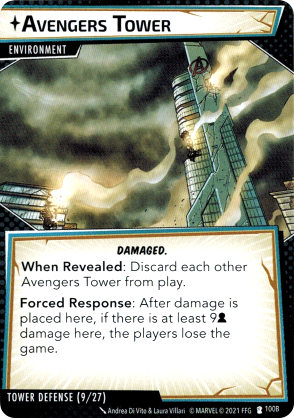 AVENGERS TOWER
ENVIRONMENT
DAMAGED.
When Revealed: Discard each other
Avengers Tower from play.
Forced Response: After damage is
placed here, if there is at least 9
damage here, the players lose the
game.
TOWER DEFENSE (9/27)
Andrea Di Vito & Laura Villari © MARVEL © 2021 FFG 100B